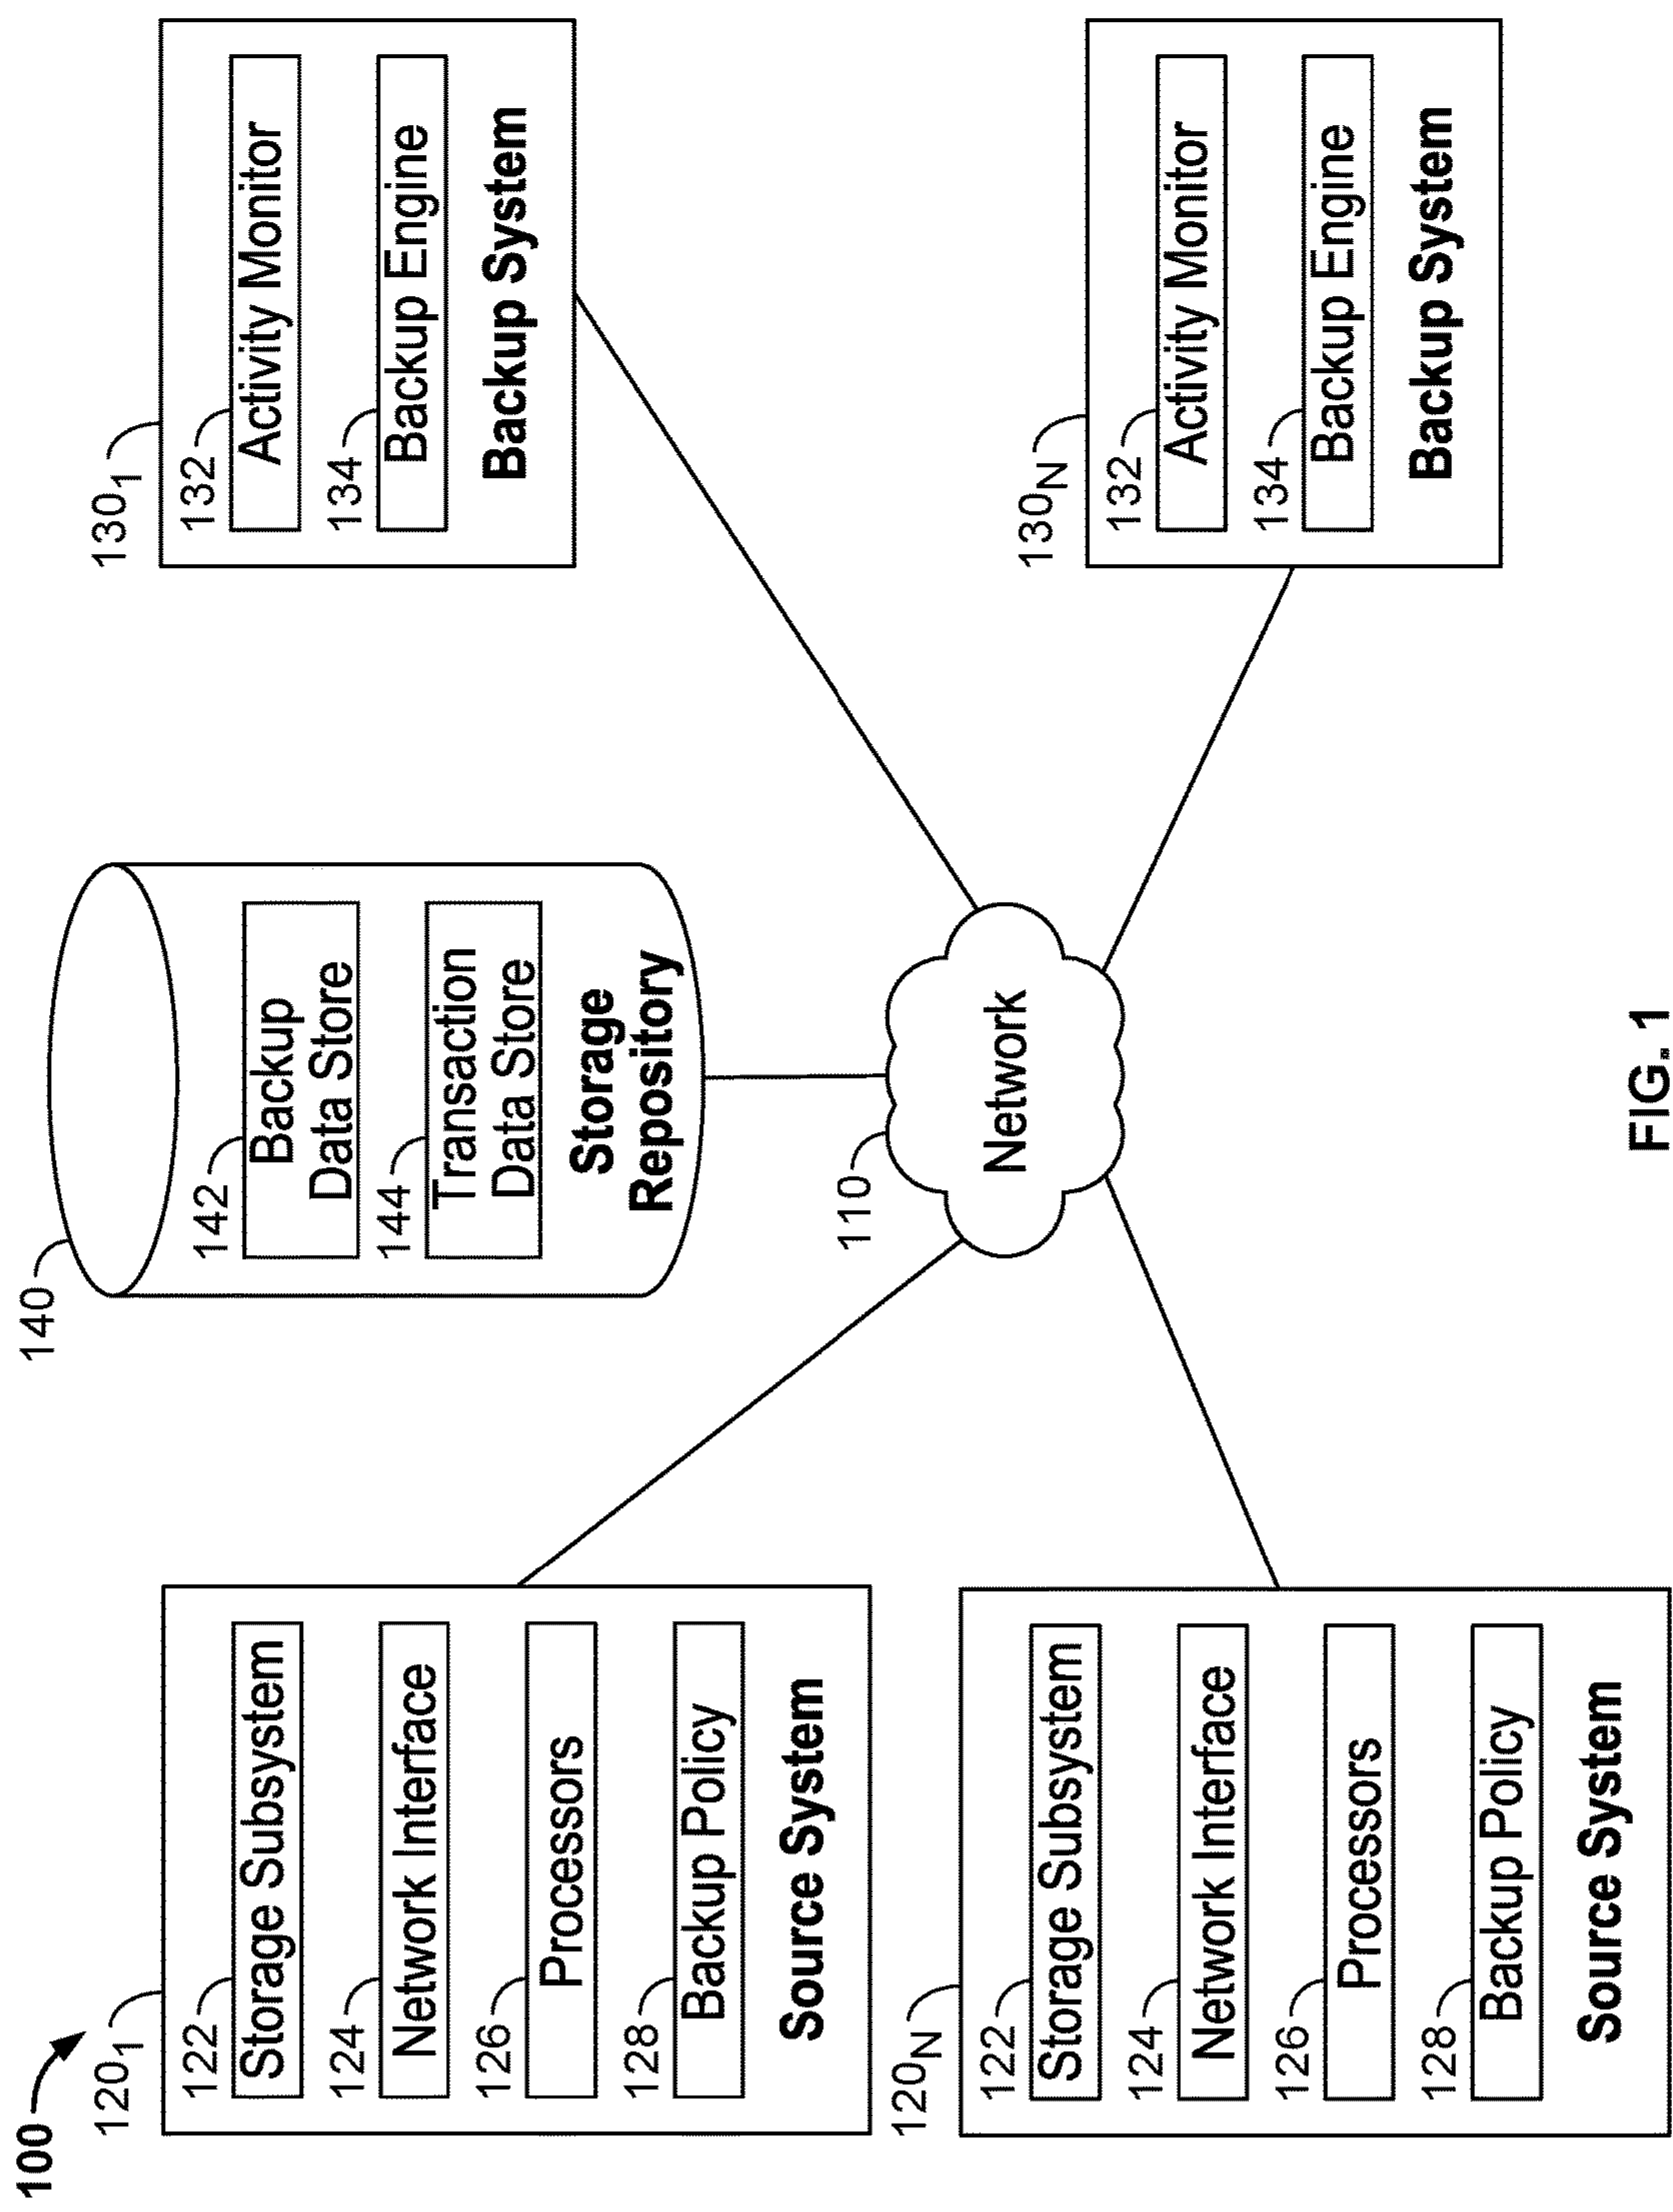 100
120₁
122
Storage Subsystem
124
Network Interface
126
Processors
128
Backup Policy
Source System
120N
122
Storage Subsystem
124
Network Interface
126
Processors
128
Backup Policy
Source System
140
142
Backup
Data Store
144
Transaction
Data Store
Storage
Repository
110
Network
130₁
132
Activity Monitor
134
Backup Engine
Backup System
130N
132
Activity Monitor
134
Backup Engine
Backup System
FIG. 1